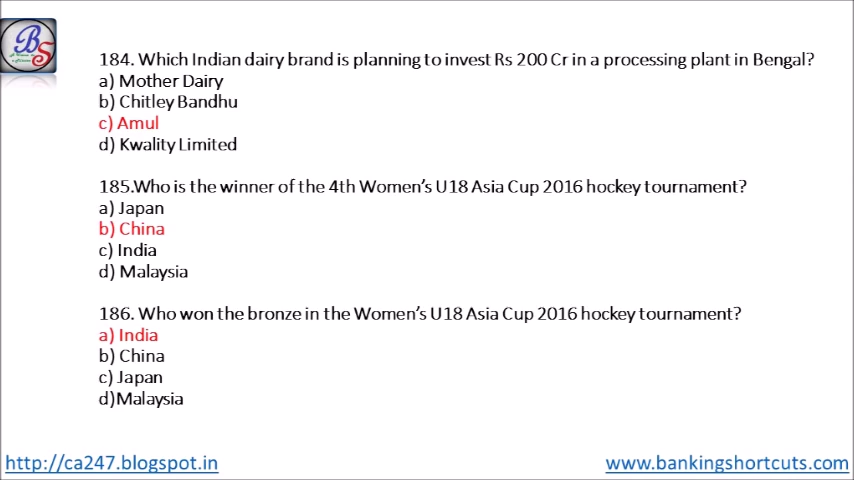 BS
184. Which Indian dairy brand is planning to invest Rs 200 Cr in a processing plant in Bengal?
a) Mother Dairy
b) Chitley Bandhu
c) Amul
d) Kwality Limited
185.Who is the winner of the 4th Women’s U18 Asia Cup 2016 hockey tournament?
a) Japan
b) China
c) India
d) Malaysia
186. Who won the bronze in the Women’s U18 Asia Cup 2016 hockey tournament?
a) India
b) China
c) Japan
d)Malaysia
http://ca247.blogspot.in
www.bankingshortcuts.com